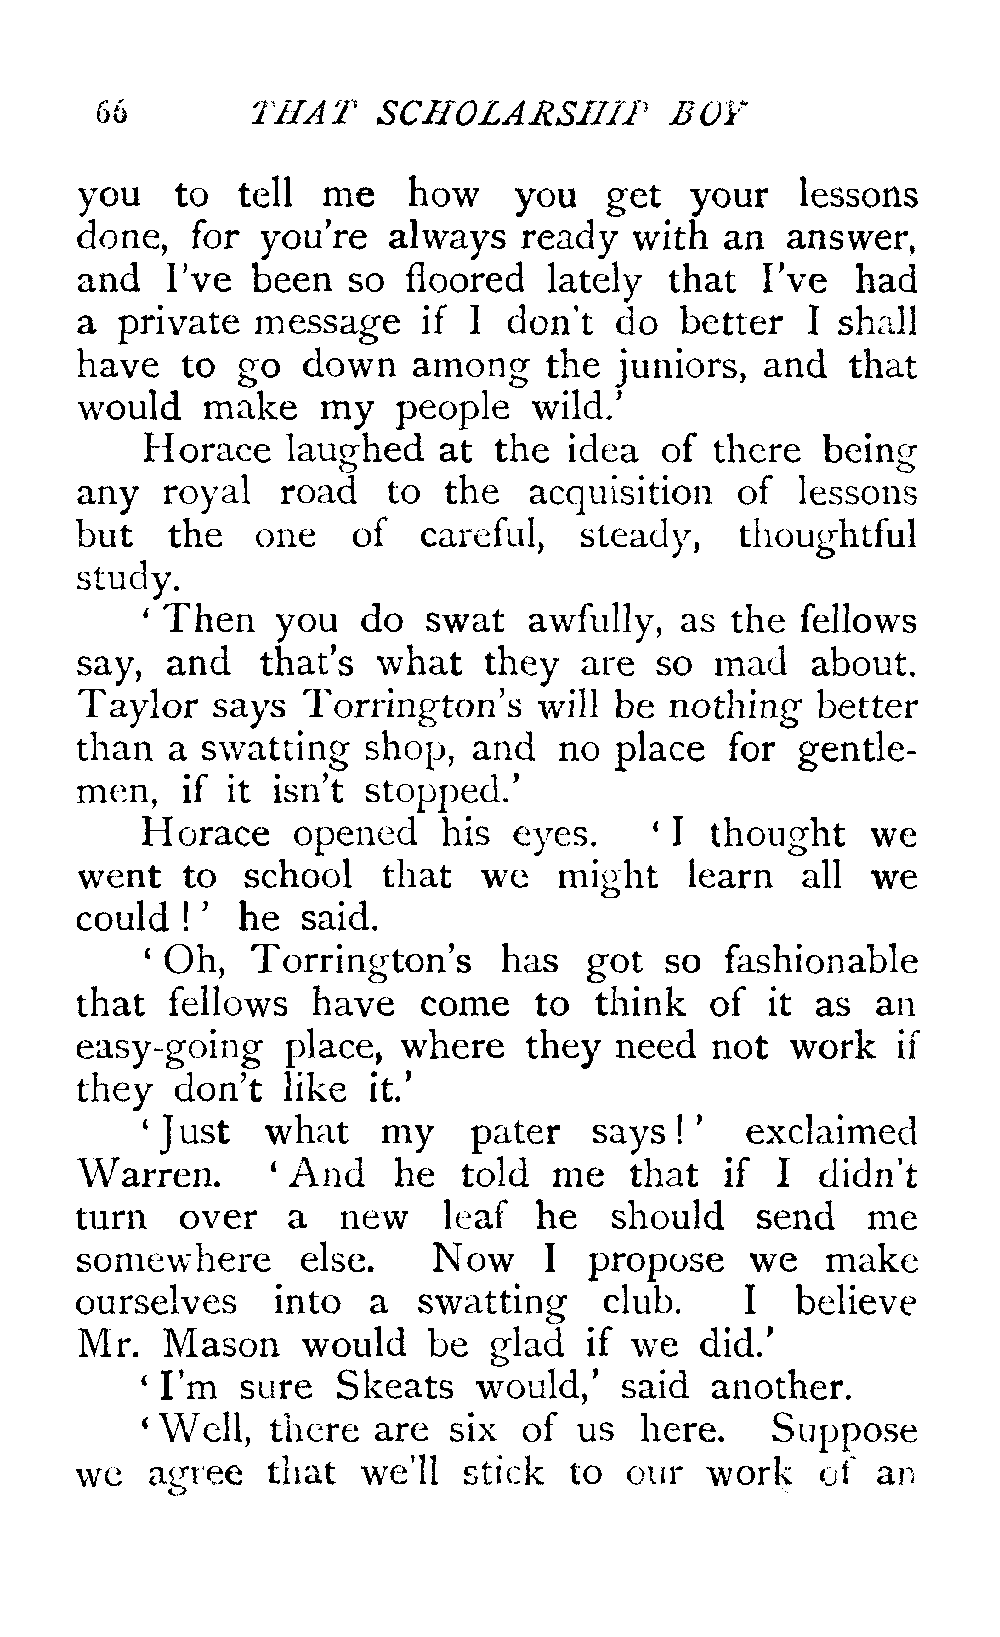 66 THAT SCHOLARSHIP BOY
you to tell me how you get your lessons
done, for you're always ready with an answer,
and I've been so floored lately that I've had
a private message if I don't do better I shall
have to go down among the juniors, and that
would make my people wild.'
Horace laughed at the idea of there being
any royal road to the acquisition of lessons
but the one of careful, steady, thoughtful
study.
'Then you do swat awfully, as the fellows
say, and that's what they are so mad about.
Taylor says Torrington's will be nothing better
than a swatting shop, and no place for gentle-
men, if it isn't stopped.'
Horace opened his eyes. 'I thought we
went to school that we might learn all we
could!' he said.
'Oh, Torrington's has got so fashionable
that fellows have come to think of it as an
easy-going place, where they need not work if
they don't like it.'
'Just what my pater says!' exclaimed
Warren. 'And he told me that if I didn't
turn over a new leaf he should send me
somewhere else. Now I propose we make
ourselves into a swatting club. I believe
Mr. Mason would be glad if we did.'
'I'm sure Skeats would,' said another.
'Well, there are six of us here. Suppose
we agree that we'll stick to our work of an